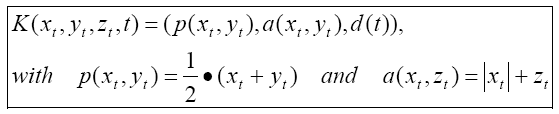 K(x_t, y_t, z_t, t) = (p(x_t, y_t), a(x_t, y_t), d(t)),
with p(x_t, y_t) = 1/2 • (x_t + y_t) and a(x_t, z_t) = |x_t| + z_t